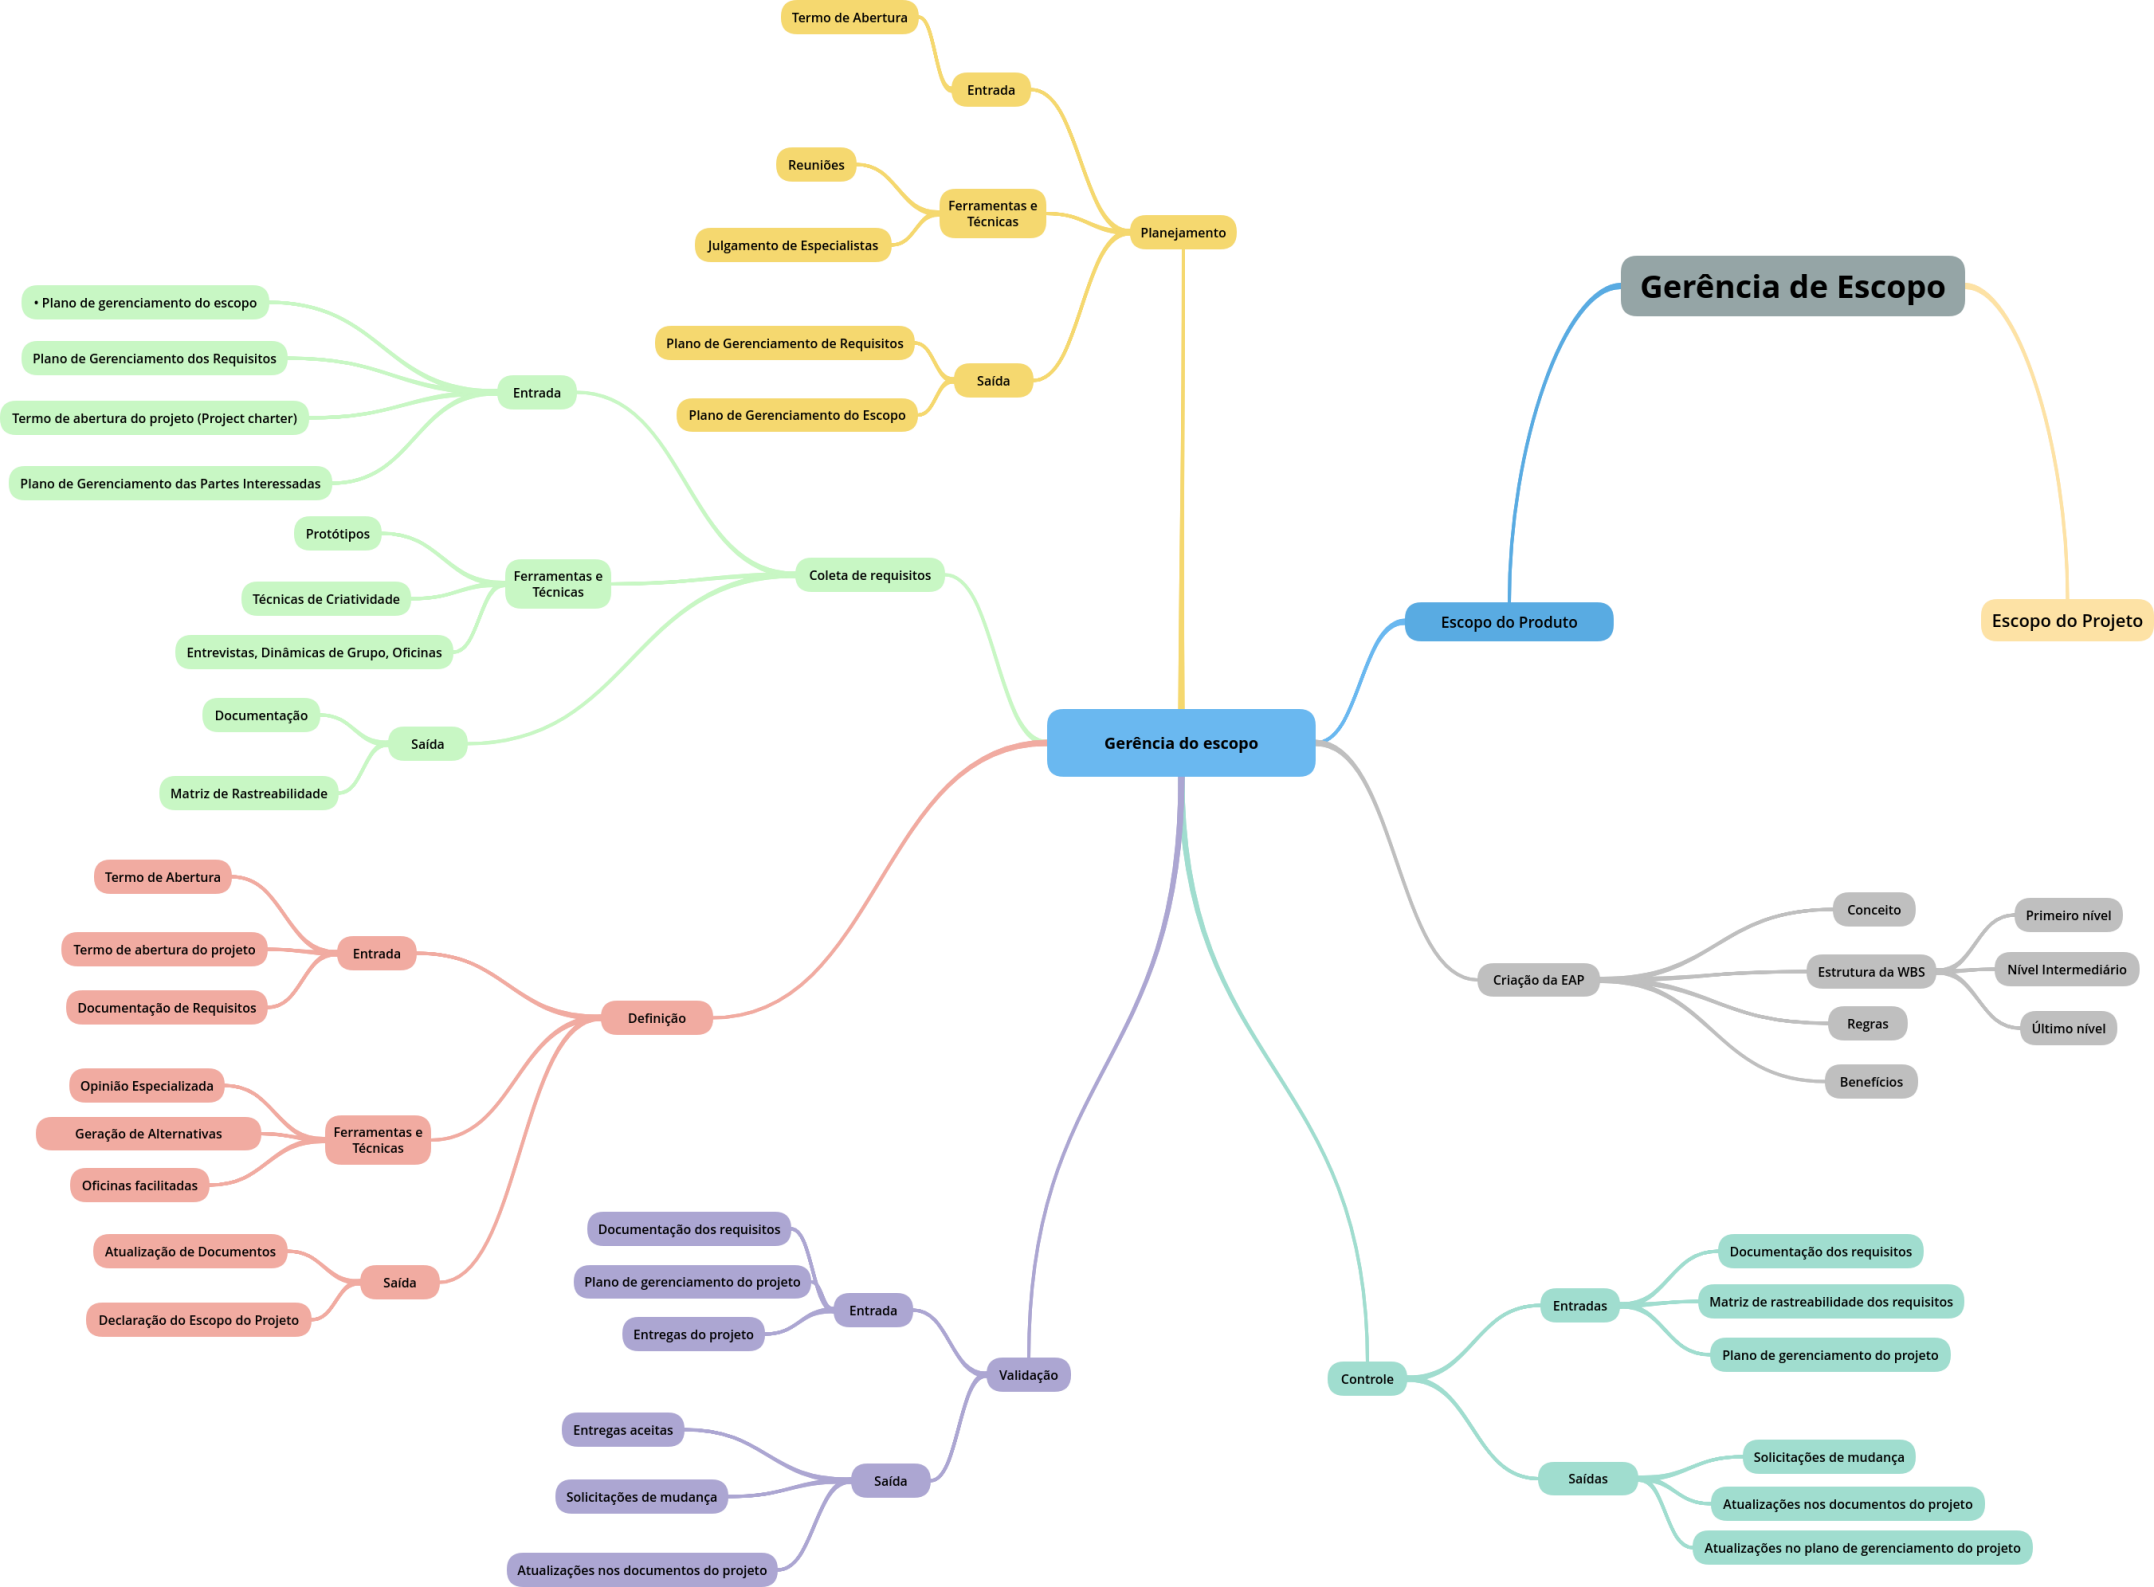 Gerência de Escopo
Escopo do Produto
Escopo do Projeto
Gerência do escopo
Planejamento
Entrada
Termo de Abertura
Ferramentas e
Técnicas
Reuniões
Julgamento de Especialistas
Saída
Plano de Gerenciamento de Requisitos
Plano de Gerenciamento do Escopo
Coleta de requisitos
Entrada
• Plano de gerenciamento do escopo
Plano de Gerenciamento dos Requisitos
Termo de abertura do projeto (Project charter)
Plano de Gerenciamento das Partes Interessadas
Ferramentas e
Técnicas
Protótipos
Técnicas de Criatividade
Entrevistas, Dinâmicas de Grupo, Oficinas
Saída
Documentação
Matriz de Rastreabilidade
Definição
Entrada
Termo de Abertura
Termo de abertura do projeto
Documentação de Requisitos
Ferramentas e
Técnicas
Opinião Especializada
Geração de Alternativas
Oficinas facilitadas
Saída
Atualização de Documentos
Declaração do Escopo do Projeto
Validação
Entrada
Documentação dos requisitos
Plano de gerenciamento do projeto
Entregas do projeto
Saída
Entregas aceitas
Solicitações de mudança
Atualizações nos documentos do projeto
Criação da EAP
Conceito
Estrutura da WBS
Primeiro nível
Nível Intermediário
Último nível
Regras
Benefícios
Controle
Entradas
Documentação dos requisitos
Matriz de rastreabilidade dos requisitos
Plano de gerenciamento do projeto
Saídas
Solicitações de mudança
Atualizações nos documentos do projeto
Atualizações no plano de gerenciamento do projeto